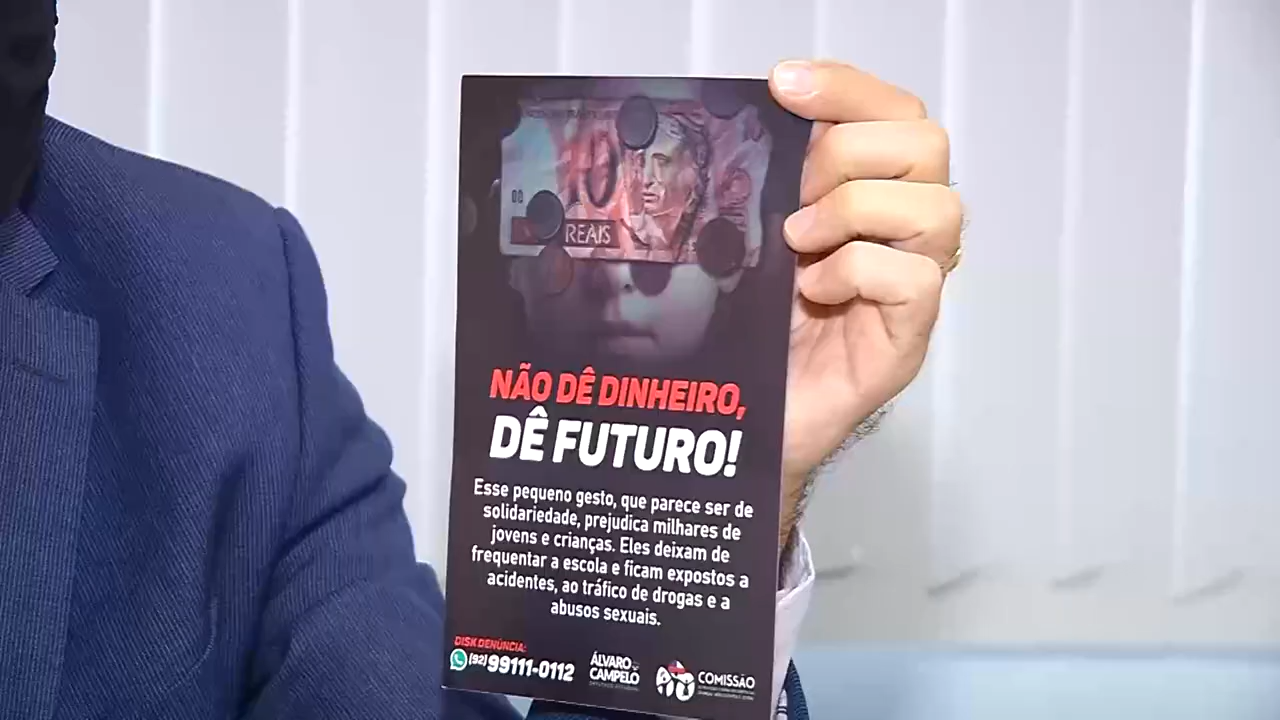 10
REAIS
NÃO DÊ DINHEIRO,
DÊ FUTURO!
Esse pequeno gesto, que parece ser de
solidariedade, prejudica milhares de
jovens e crianças. Eles deixam de
frequentar a escola e ficam expostos a
acidentes, ao tráfico de drogas e a
abusos sexuais.
DISK DENÚNCIA:
(92) 99111-0112
ÁLVARO
CAMPELO
COMISSÃO